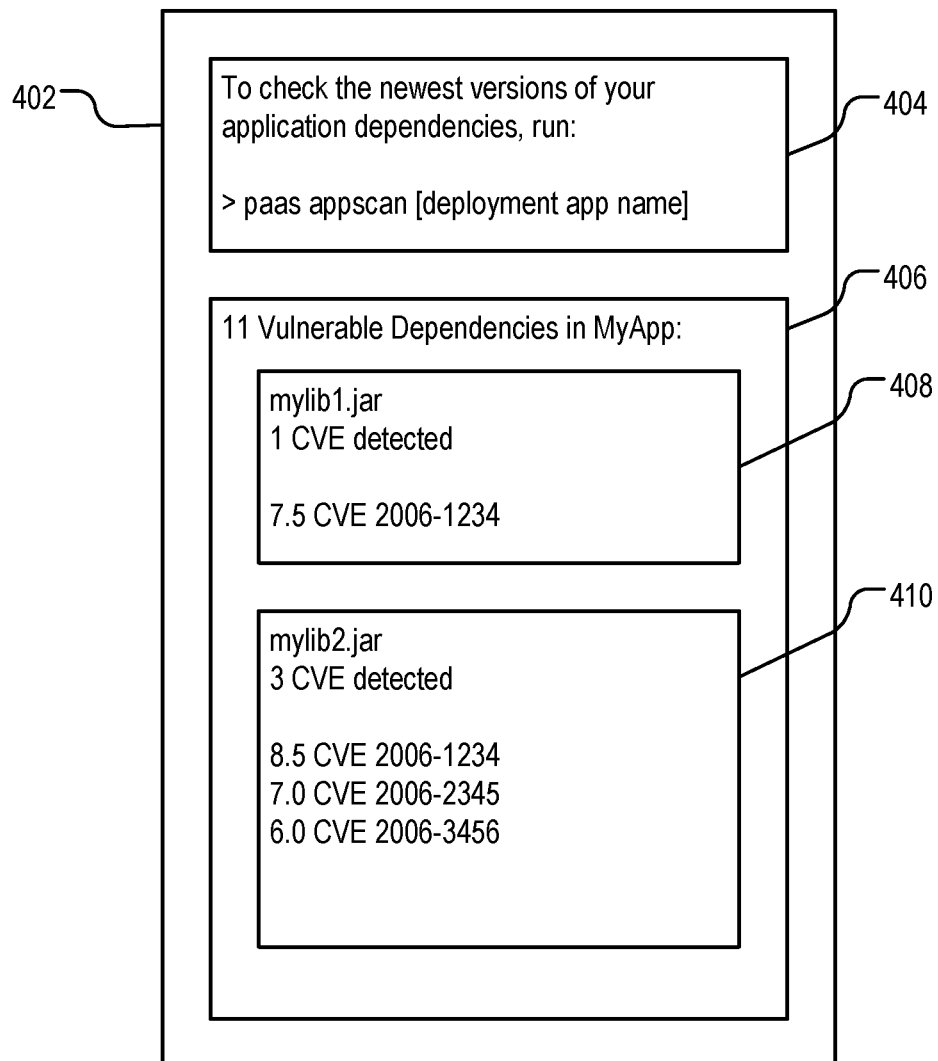 402
To check the newest versions of your
application dependencies, run:
> paas appscan [deployment app name]
404
406
11 Vulnerable Dependencies in MyApp:
408
mylib1.jar
1 CVE detected
7.5 CVE 2006-1234
410
mylib2.jar
3 CVE detected
8.5 CVE 2006-1234
7.0 CVE 2006-2345
6.0 CVE 2006-3456